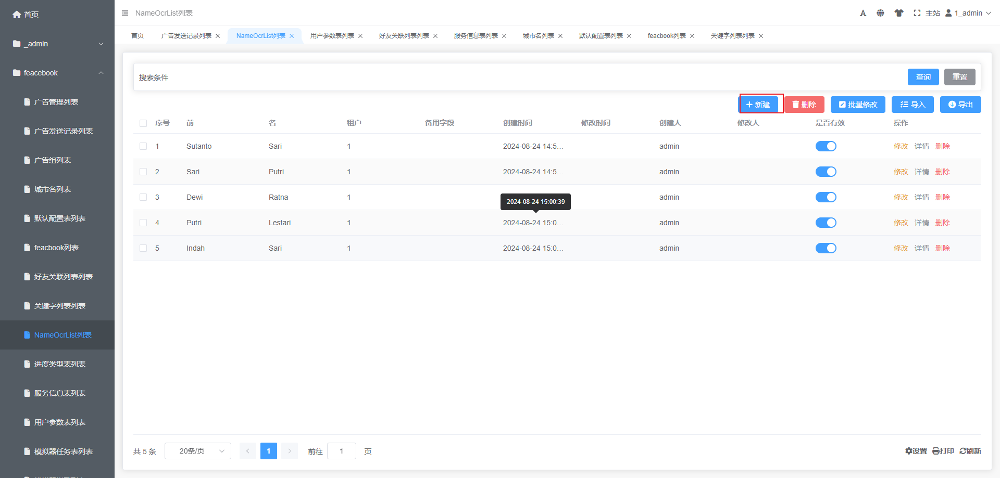 首页
_admin
feacebook
广告管理列表
广告发送记录列表
广告组列表
城市名列表
默认配置表列表
feacbook列表
好友关联列表列表
关键字列表列表
NameOcrList列表
进度类型表列表
服务信息表列表
用户参数表列表
模拟器任务表列表
NameOcrList列表
主站 1_admin
首页 广告发送记录列表 NameOcrList列表 用户参数表列表 好友关联列表列表 服务信息表列表 城市名列表 默认配置表列表 feacbook列表 关键字列表列表
搜索条件 查询 重置
新建 删除 批量修改 导入 导出
序号 前 名 租户 备用字段 创建时间 修改时间 创建人 修改人 是否有效 操作
1 Sutanto Sari 1 2024-08-24 14:5... admin 修改 详情 删除
2 Sari Putri 1 2024-08-24 14:5... admin 修改 详情 删除
3 Dewi Ratna 1 admin 修改 详情 删除
2024-08-24 15:00:39
4 Putri Lestari 1 2024-08-24 15:0... admin 修改 详情 删除
5 Indah Sari 1 2024-08-24 15:0... admin 修改 详情 删除
共 5 条 20条/页 1 前往 1 页 设置 打印 刷新